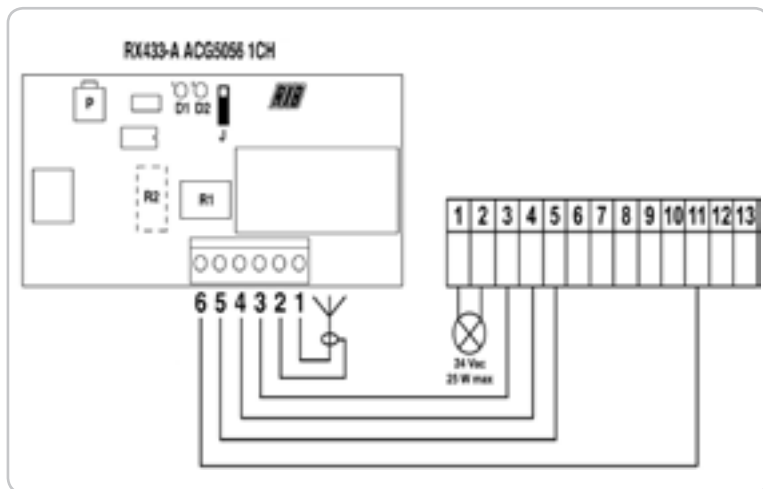 RX433-A ACG5056 1CH
P
D1 D2
RIB
J
R2
R1
1 2 3 4 5 6 7 8 9 10 11 12 13
6 5 4 3 2 1
24 Vac
25 W max